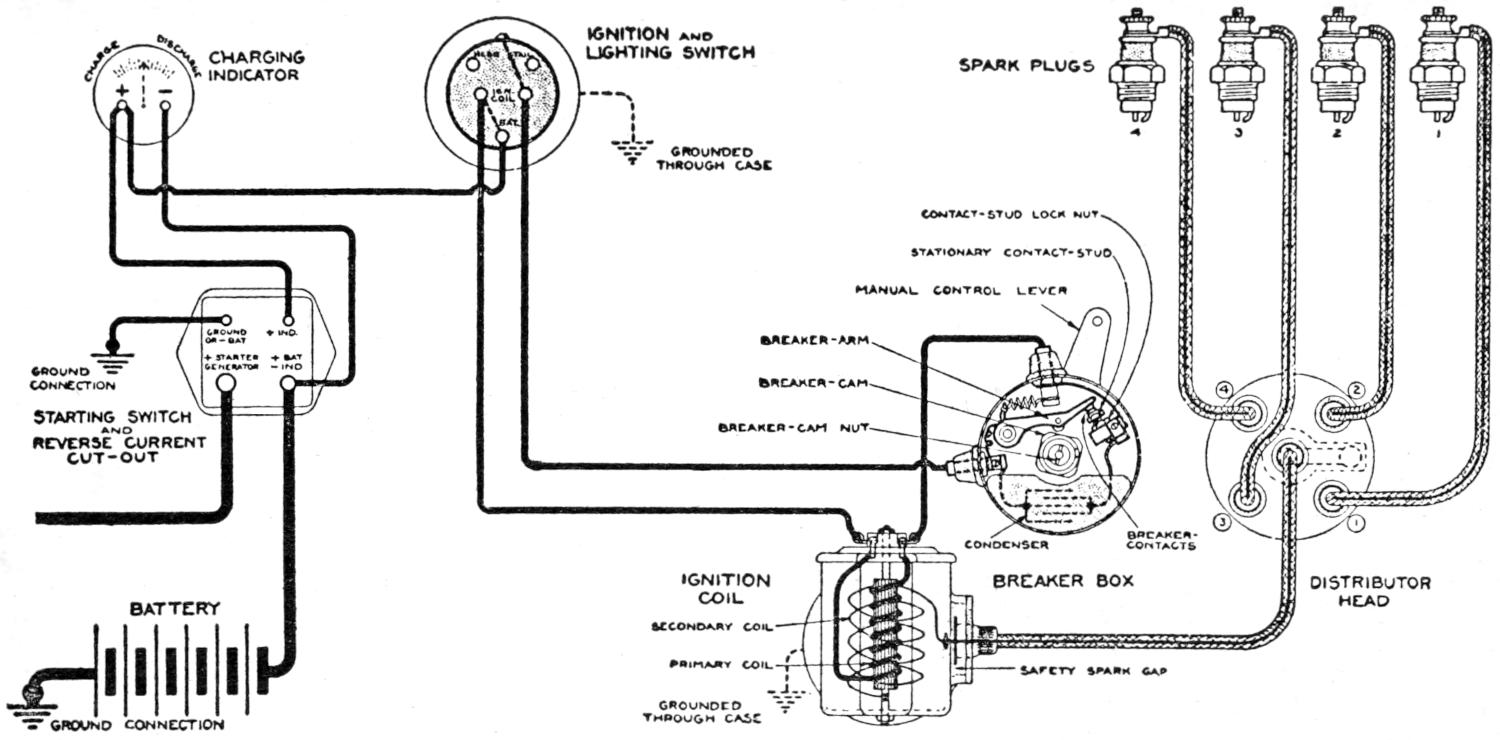 CHARGE
DISCHARGE
CHARGING
INDICATOR
+
−
IGNITION AND
LIGHTING SWITCH
HEAD
TAIL
IGN
COIL
BAT.
GROUNDED
THROUGH CASE
SPARK PLUGS
4
3
2
1
CONTACT-STUD LOCK NUT
STATIONARY CONTACT-STUD
MANUAL CONTROL LEVER
BREAKER-ARM
BREAKER-CAM
BREAKER-CAM NUT
GROUND
OR-BAT
+ IND.
+ STARTER
GENERATOR
+ BAT
- IND
GROUND
CONNECTION
STARTING SWITCH
AND
REVERSE CURRENT
CUT-OUT
4
2
3
1
CONDENSER
BREAKER-
CONTACTS
BREAKER BOX
DISTRIBUTOR
HEAD
IGNITION
COIL
SECONDARY COIL
PRIMARY COIL
SAFETY SPARK GAP
GROUNDED
THROUGH CASE
BATTERY
GROUND CONNECTION